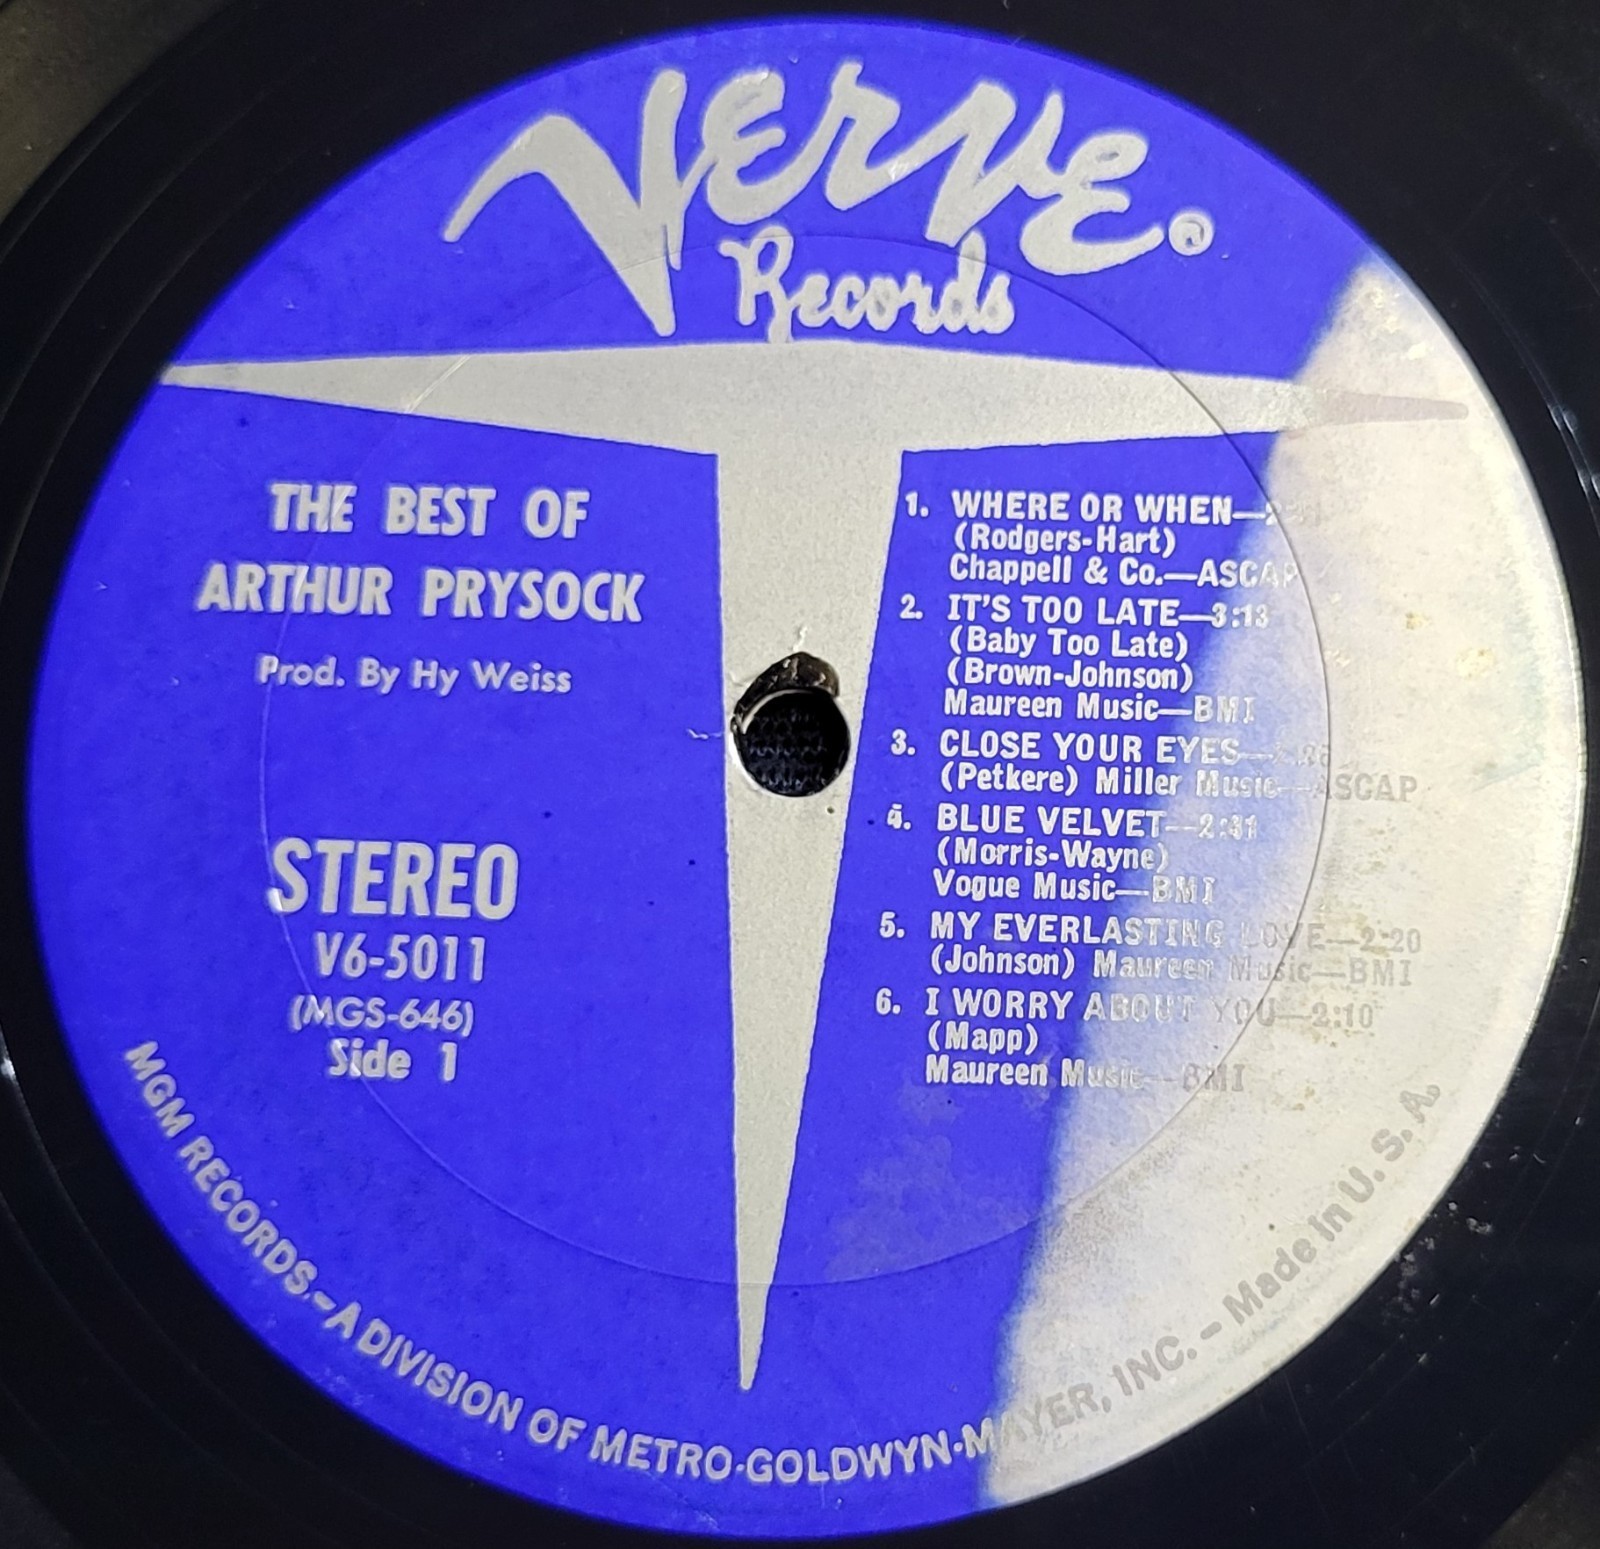 Verve®
Records
THE BEST OF
ARTHUR PRYSOCK
Prod. By Hy Weiss
STEREO
V6-5011
(MGS-646)
Side 1
1. WHERE OR WHEN—
(Rodgers-Hart)
Chappell & Co.—ASCAP
2. IT'S TOO LATE—3:13
(Baby Too Late)
(Brown-Johnson)
Maureen Music—BMI
3. CLOSE YOUR EYES—
(Petkere) Miller Music—ASCAP
4. BLUE VELVET—2:41
(Morris-Wayne)
Vogue Music—BMI
5. MY EVERLASTING LOVE—2:20
(Johnson) Maureen Music—BMI
6. I WORRY ABOUT YOU—2:10
(Mapp)
Maureen Music—BMI
MGM RECORDS.–A DIVISION OF METRO-GOLDWYN-MAYER, INC. – Made in U. S. A.